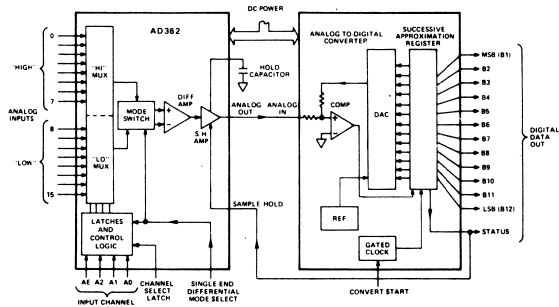 DC POWER
AD362
0
"HIGH"
7
ANALOG
INPUTS
8
"LOW"
15
"HI"
MUX
"LO"
MUX
MODE
SWITCH
DIFF
AMP
S H
AMP
HOLD
CAPACITOR
ANALOG
OUT
ANALOG
IN
SAMPLE HOLD
LATCHES
AND
CONTROL
LOGIC
AE A2 A1 A0
INPUT CHANNEL
CHANNEL
SELECT
LATCH
SINGLE END
DIFFERENTIAL
MODE SELECT
ANALOG TO DIGITAL
CONVERTER
SUCCESSIVE
APPROXIMATION
REGISTER
COMP
DAC
REF
GATED
CLOCK
CONVERT START
MSB (B1)
B2
B3
B4
B5
B6
B7
B8
B9
B10
B11
LSB (B12)
STATUS
DIGITAL
DATA
OUT